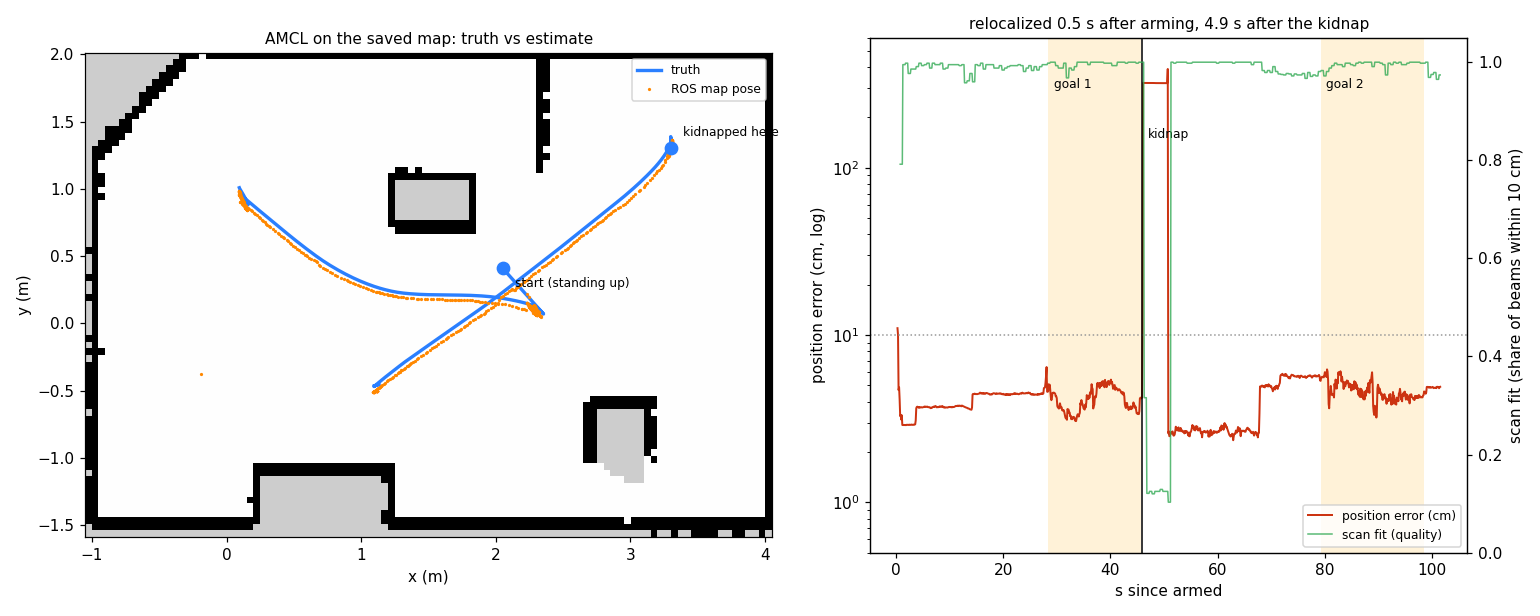 AMCL on the saved map: truth vs estimate
2.0
1.5
1.0
0.5
0.0
−0.5
−1.0
−1.5
y (m)
truth
ROS map pose
kidnapped here
start (standing up)
−1
0
1
2
3
4
x (m)
relocalized 0.5 s after arming, 4.9 s after the kidnap
10²
10¹
10⁰
position error (cm, log)
goal 1
kidnap
goal 2
1.0
0.8
0.6
0.4
0.2
0.0
scan fit (share of beams within 10 cm)
position error (cm)
scan fit (quality)
0
20
40
60
80
100
s since armed